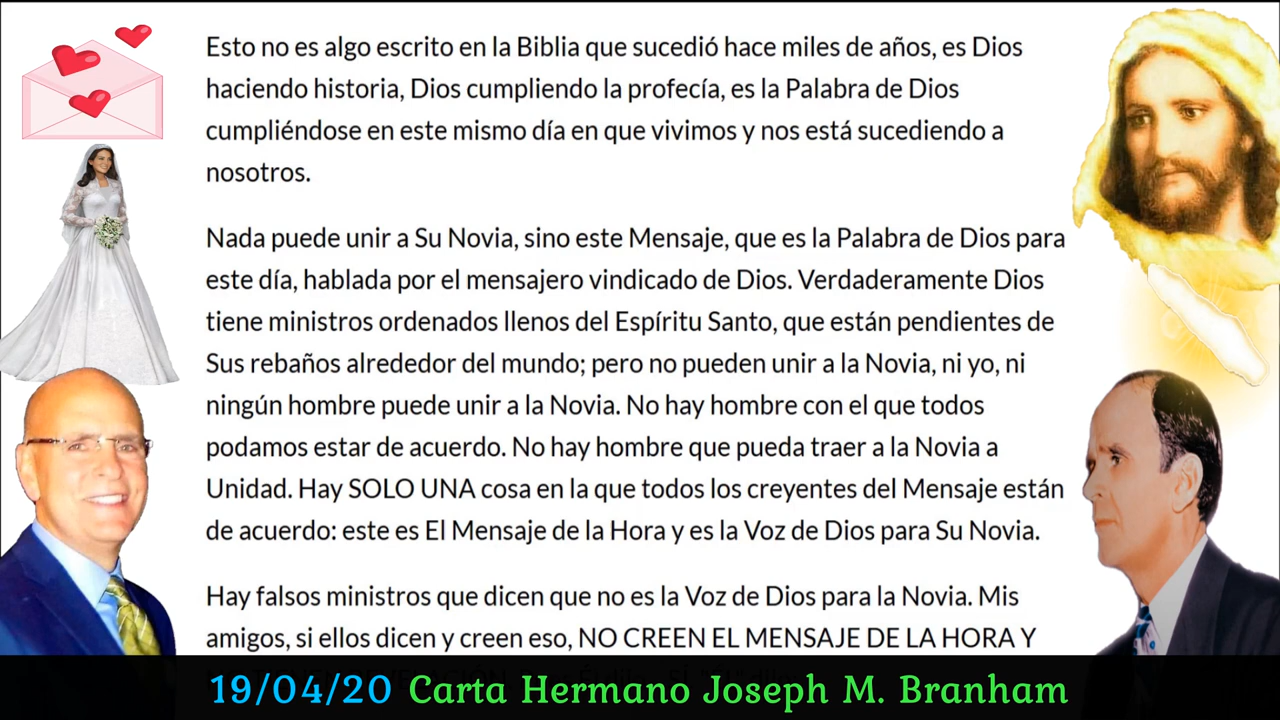 Esto no es algo escrito en la Biblia que sucedió hace miles de años, es Dios
haciendo historia, Dios cumpliendo la profecía, es la Palabra de Dios
cumpliéndose en este mismo día en que vivimos y nos está sucediendo a
nosotros.
Nada puede unir a Su Novia, sino este Mensaje, que es la Palabra de Dios para
este día, hablada por el mensajero vindicado de Dios. Verdaderamente Dios
tiene ministros ordenados llenos del Espíritu Santo, que están pendientes de
Sus rebaños alrededor del mundo; pero no pueden unir a la Novia, ni yo, ni
ningún hombre puede unir a la Novia. No hay hombre con el que todos
podamos estar de acuerdo. No hay hombre que pueda traer a la Novia a
Unidad. Hay SOLO UNA cosa en la que todos los creyentes del Mensaje están
de acuerdo: este es El Mensaje de la Hora y es la Voz de Dios para Su Novia.
Hay falsos ministros que dicen que no es la Voz de Dios para la Novia. Mis
amigos, si ellos dicen y creen eso, NO CREEN EL MENSAJE DE LA HORA Y
19/04/20 Carta Hermano Joseph M. Branham